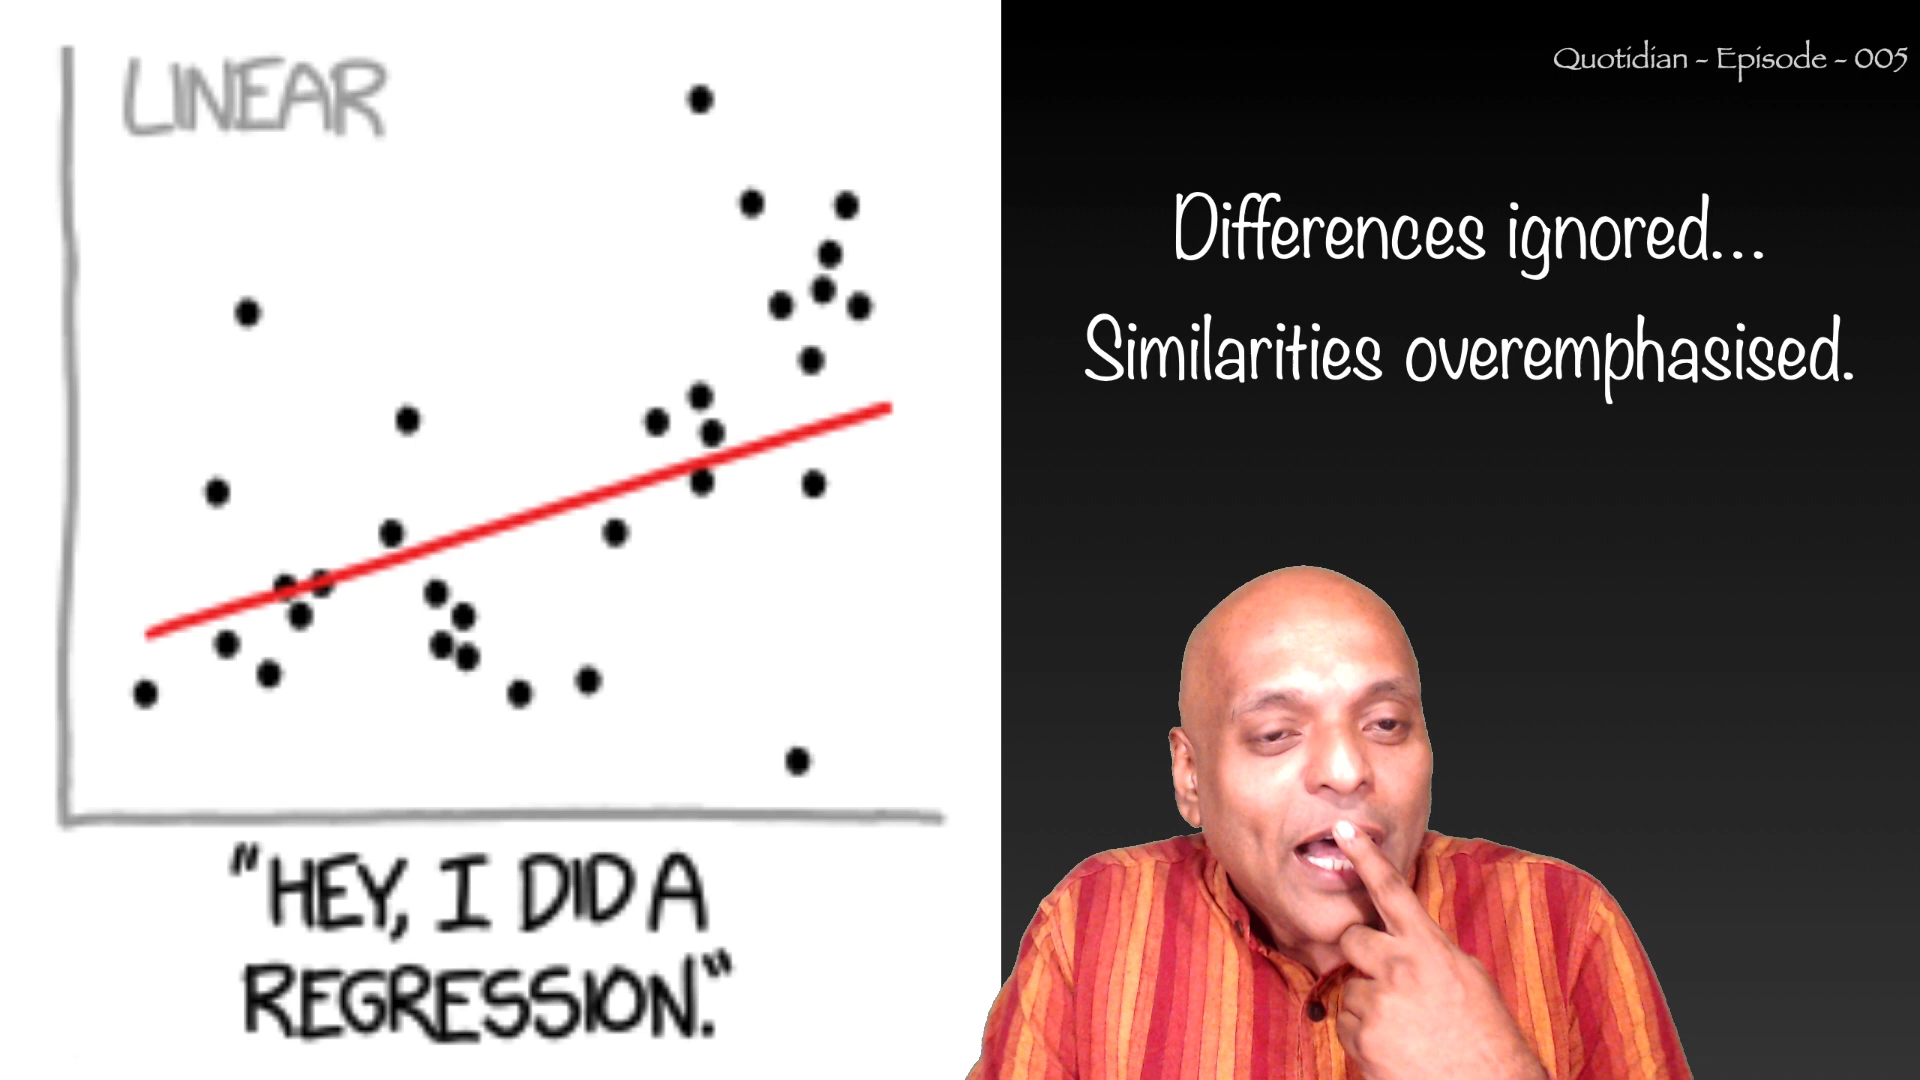 LINEAR
"HEY, I DID A
REGRESSION."
Quotidian - Episode - 005
Differences ignored...
Similarities overemphasised.